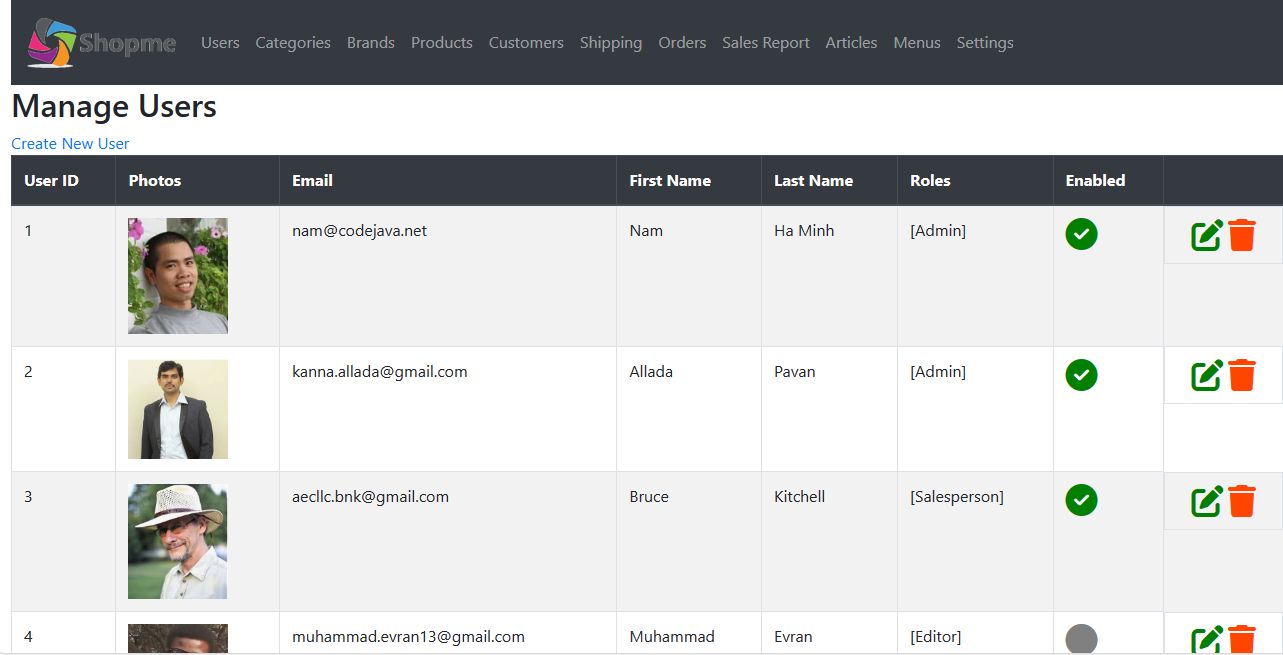 Shopme Users Categories Brands Products Customers Shipping Orders Sales Report Articles Menus Settings
Manage Users
Create New User
User ID Photos Email First Name Last Name Roles Enabled
1 nam@codejava.net Nam Ha Minh [Admin]
2 kanna.allada@gmail.com Allada Pavan [Admin]
3 aecllc.bnk@gmail.com Bruce Kitchell [Salesperson]
4 muhammad.evran13@gmail.com Muhammad Evran [Editor]